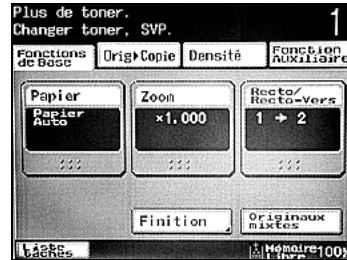 Plus de toner.
Changer toner, SVP.
1
Fonctions de Base
Orig▸Copie
Densité
Fonction Auxiliaire
Papier
Papier Auto
Zoom
×1.000
Recto/
Recto-Vers
1 → 2
Finition
Originaux mixtes
Liste tâches
Mémoire Libre 100%